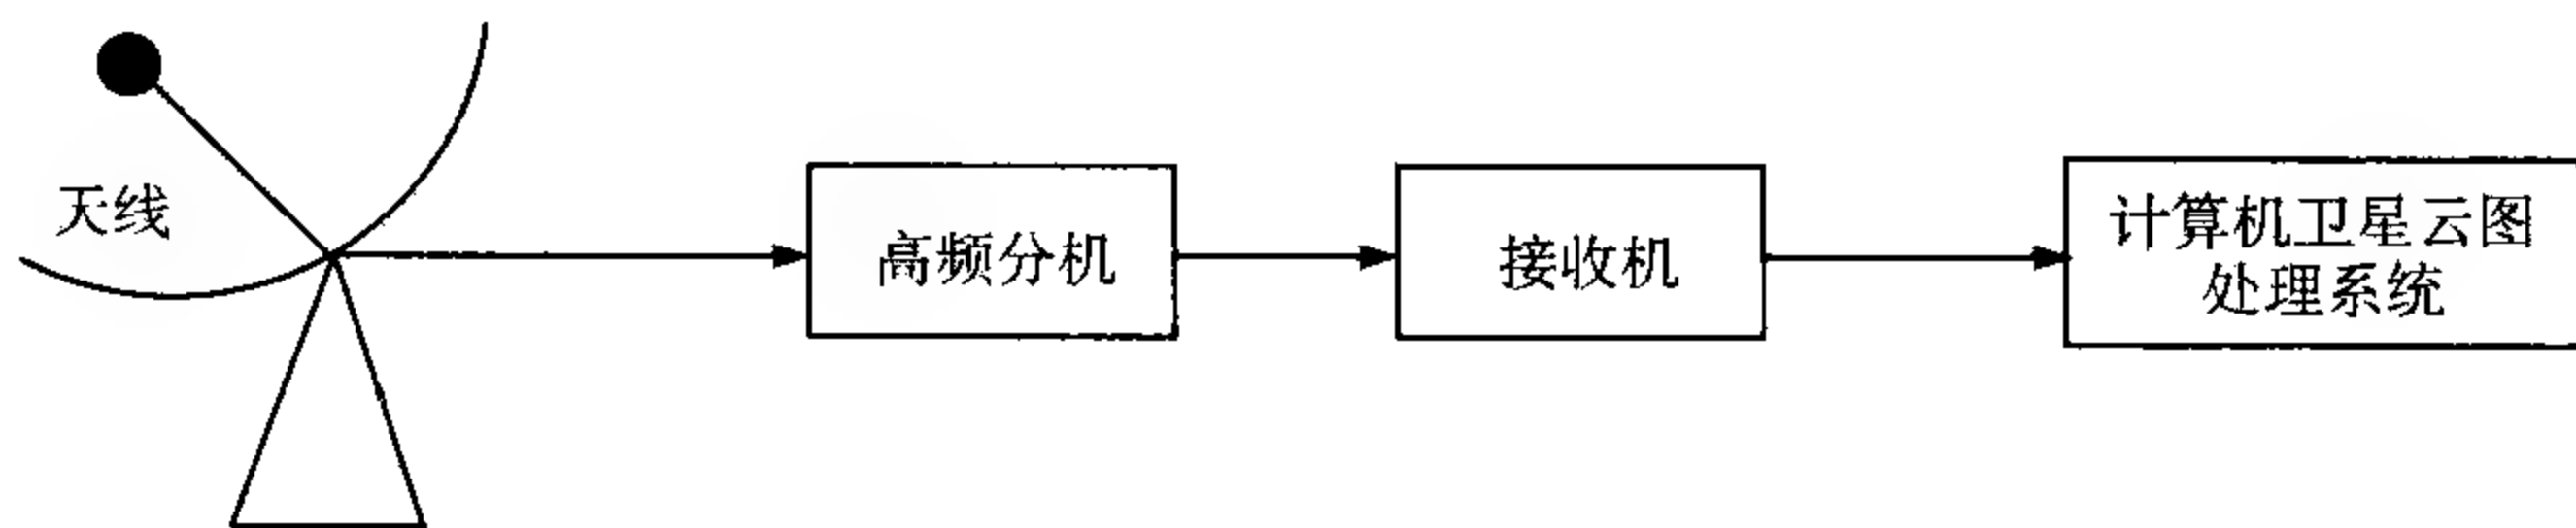 天线
高频分机
接收机
计算机卫星云图
处理系统